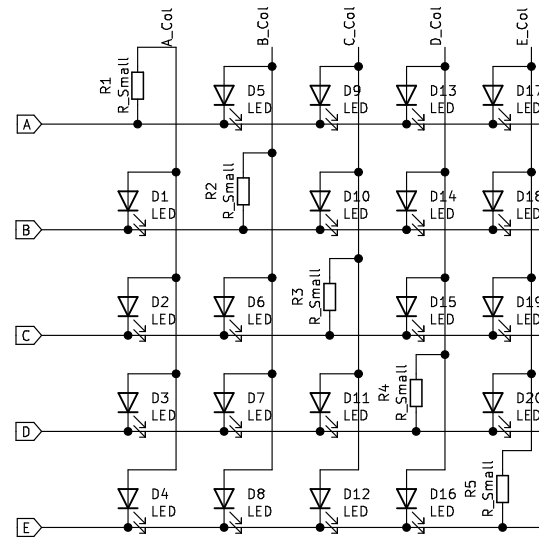 A_Col
B_Col
C_Col
D_Col
E_Col
R1
R_Small
D5
LED
D9
LED
D13
LED
D17
LED
A
D1
LED
R2
R_Small
D10
LED
D14
LED
D18
LED
B
D2
LED
D6
LED
R3
R_Small
D15
LED
D19
LED
C
D3
LED
D7
LED
D11
LED
R4
R_Small
D20
LED
D
D4
LED
D8
LED
D12
LED
D16
LED
R5
R_Small
E